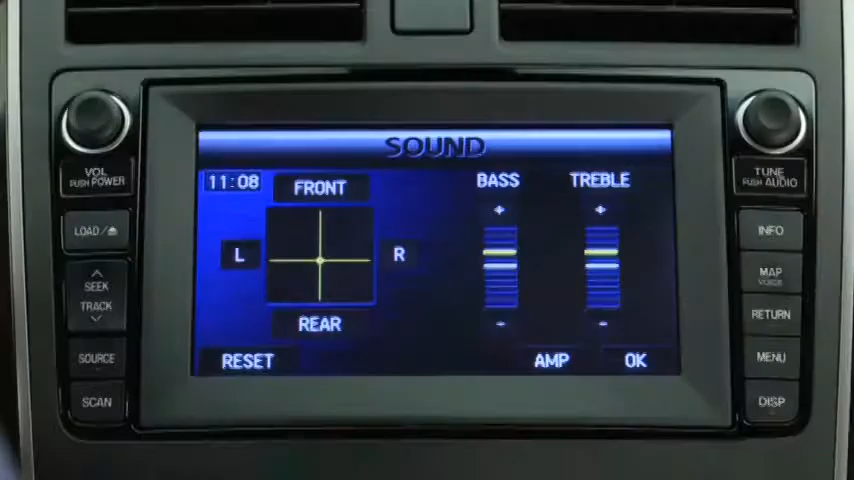 SOUND
11:08
FRONT
BASS
TREBLE
+
+
L
R
REAR
-
-
RESET
AMP
OK
VOL
PUSH POWER
LOAD/⏏
SEEK
TRACK
SOURCE
SCAN
TUNE
PUSH AUDIO
INFO
MAP
VOICE
RETURN
MENU
DISP